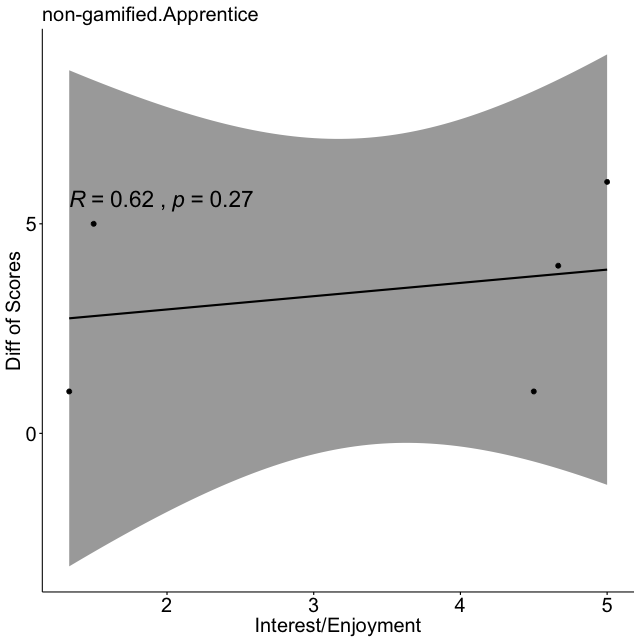 non-gamified.Apprentice
R = 0.62 , p = 0.27
5
0
Diff of Scores
2 3 4 5
Interest/Enjoyment